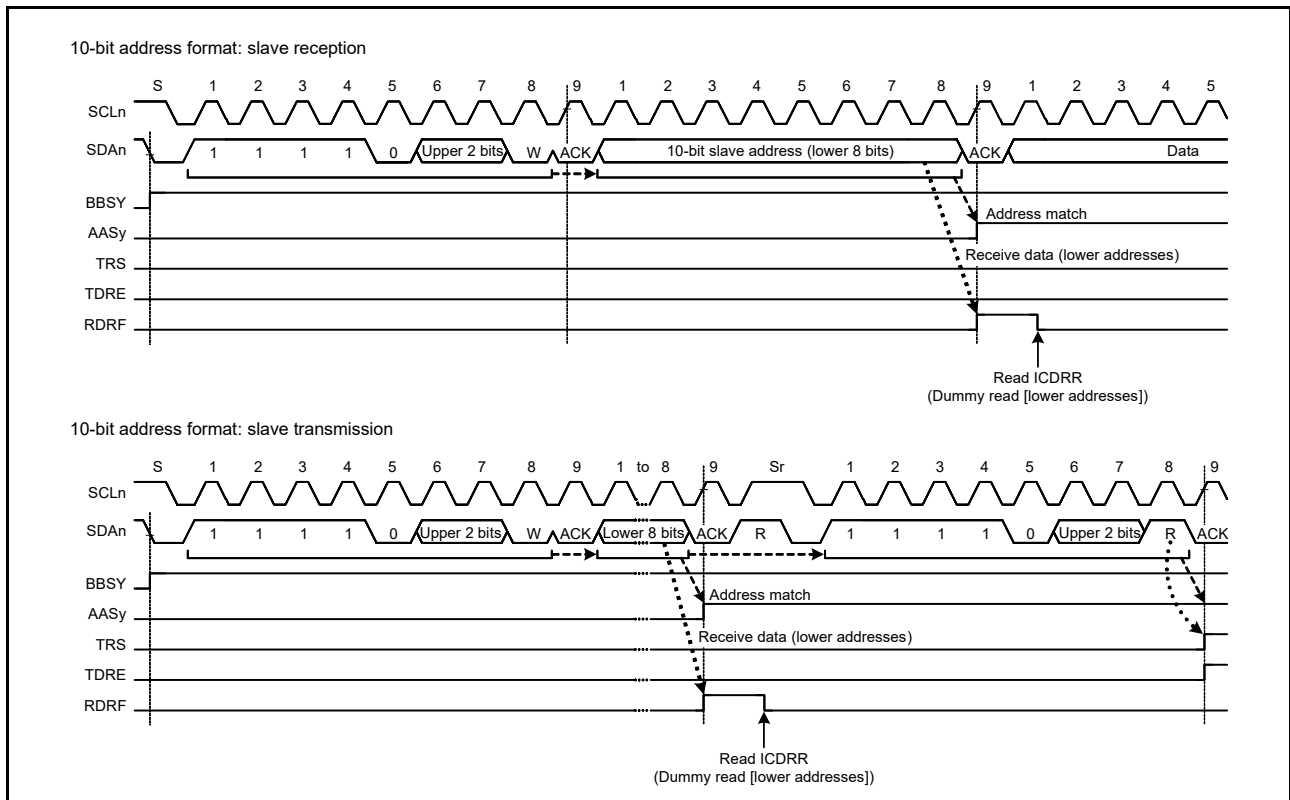 10-bit address format: slave reception
S 1 2 3 4 5 6 7 8 9 1 2 3 4 5 6 7 8 9 1 2 3 4 5
SCLn
SDAn 1 1 1 1 0 Upper 2 bits W ACK 10-bit slave address (lower 8 bits) ACK Data
BBSY
Address match
AASy
Receive data (lower addresses)
TRS
TDRE
RDRF
Read ICDRR
(Dummy read [lower addresses])
10-bit address format: slave transmission
S 1 2 3 4 5 6 7 8 9 1 to 8 9 Sr 1 2 3 4 5 6 7 8 9
SCLn
SDAn 1 1 1 1 0 Upper 2 bits W ACK Lower 8 bits ACK R 1 1 1 1 0 Upper 2 bits R ACK
BBSY
Address match
AASy
Receive data (lower addresses)
TRS
TDRE
RDRF
Read ICDRR
(Dummy read [lower addresses])